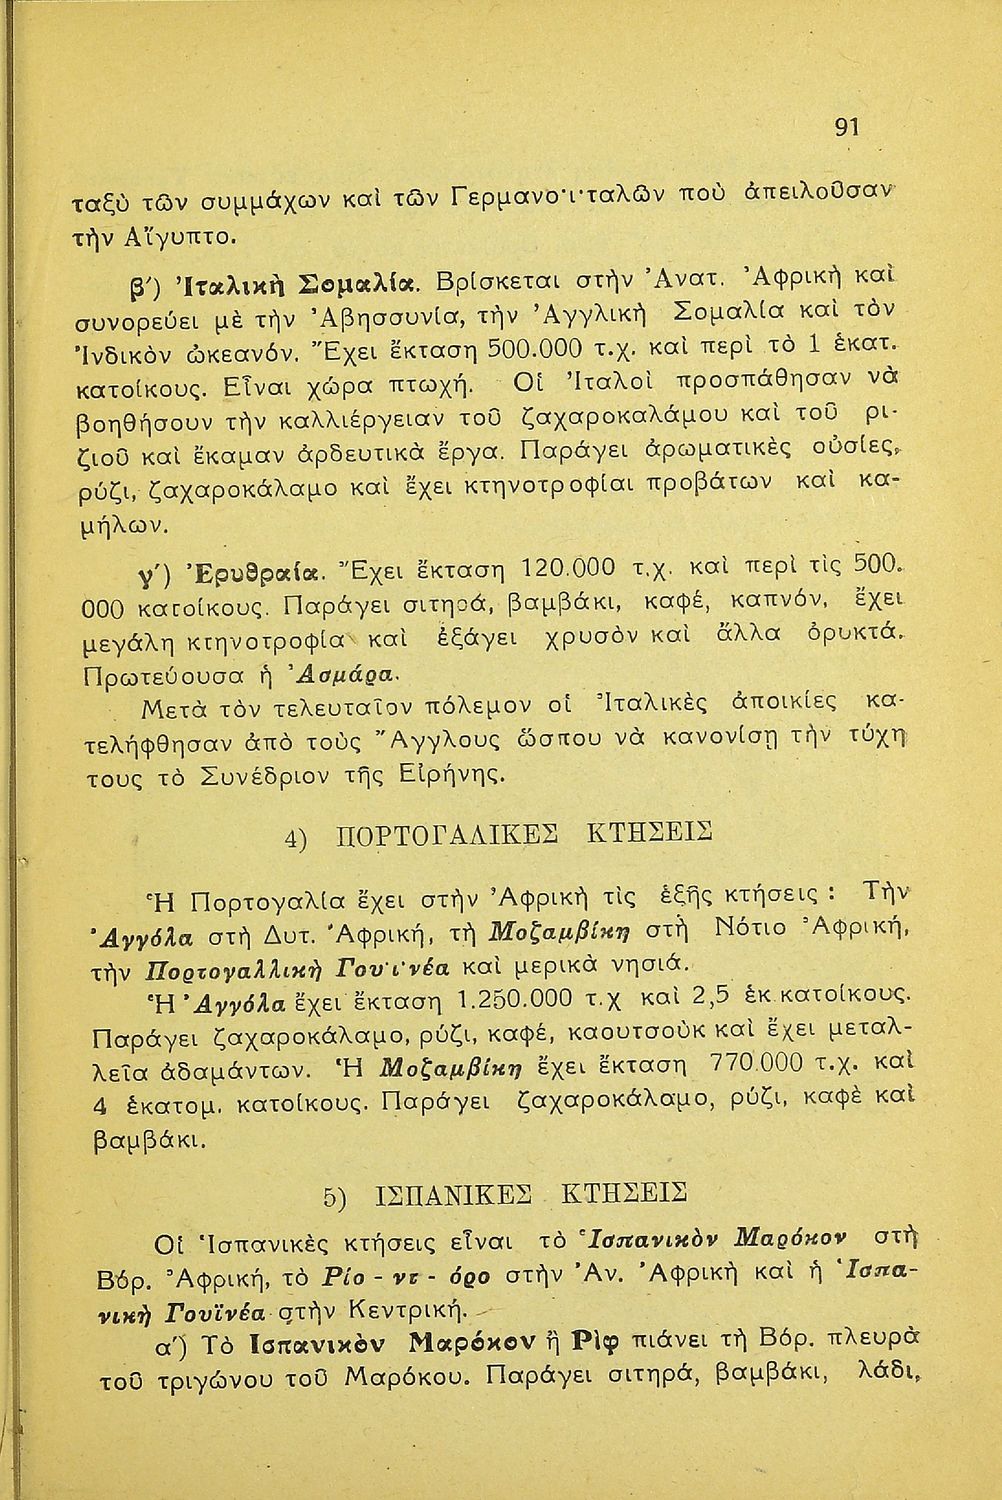 91
ταξὺ τῶν συμμάχων καὶ τῶν Γερμανοϊταλῶν ποὺ ἀπειλοῦσαν
τὴν Αἴγυπτο.
β') Ἰταλικὴ Σομαλία. Βρίσκεται στὴν Ἀνατ. Ἀφρικὴ καὶ
συνορεύει μὲ τὴν Ἀβησσυνία, τὴν Ἀγγλικὴ Σομαλία καὶ τὸν
Ἰνδικὸν ὠκεανόν. Ἔχει ἔκταση 500.000 τ.χ. καὶ περὶ τὸ 1 ἑκατ.
κατοίκους. Εἶναι χώρα πτωχή. Οἱ Ἰταλοὶ προσπάθησαν νὰ
βοηθήσουν τὴν καλλιέργειαν τοῦ ζαχαροκαλάμου καὶ τοῦ ρι-
ζιοῦ καὶ ἔκαμαν ἀρδευτικὰ ἔργα. Παράγει ἀρωματικὲς οὐσίες,
ρύζι, ζαχαροκάλαμο καὶ ἔχει κτηνοτροφίαι προβάτων καὶ κα-
μήλων.
γ') Ἐρυθραία. Ἔχει ἔκταση 120.000 τ.χ. καὶ περὶ τὶς 500.
000 κατοίκους. Παράγει σιτηρά, βαμβάκι, καφέ, καπνόν, ἔχει
μεγάλη κτηνοτροφία καὶ ἐξάγει χρυσὸν καὶ ἄλλα ὀρυκτά.
Πρωτεύουσα ἡ Ἀσμάρα.
Μετὰ τὸν τελευταῖον πόλεμον οἱ Ἰταλικὲς ἀποικίες κα-
τελήφθησαν ἀπὸ τοὺς Ἄγγλους ὥσπου νὰ κανονίσῃ τὴν τύχη
τους τὸ Συνέδριον τῆς Εἰρήνης.
4) ΠΟΡΤΟΓΑΛΙΚΕΣ ΚΤΗΣΕΙΣ
Ἡ Πορτογαλία ἔχει στὴν Ἀφρικὴ τὶς ἑξῆς κτήσεις : Τὴν
Ἀγγόλα στὴ Δυτ. Ἀφρική, τὴ Μοζαμβίκη στὴ Νότιο Ἀφρική,
τὴν Πορτογαλλικὴ Γουϊνέα καὶ μερικὰ νησιά.
Ἡ Ἀγγόλα ἔχει ἔκταση 1.250.000 τ.χ καὶ 2,5 ἑκ.κατοίκους.
Παράγει ζαχαροκάλαμο, ρύζι, καφέ, καουτσοὺκ καὶ ἔχει μεταλ-
λεῖα ἀδαμάντων. Ἡ Μοζαμβίκη ἔχει ἔκταση 770.000 τ.χ. καὶ
4 ἑκατομ. κατοίκους. Παράγει ζαχαροκάλαμο, ρύζι, καφὲ καὶ
βαμβάκι.
5) ΙΣΠΑΝΙΚΕΣ ΚΤΗΣΕΙΣ
Οἱ Ἱσπανικὲς κτήσεις εἶναι τὸ Ἱσπανικὸν Μαρόκον στὴ
Βόρ. Ἀφρική, τὸ Ρίο - ντ - όρο στὴν Ἀν. Ἀφρικὴ καὶ ἡ Ἱσπα-
νικὴ Γουϊνέα στὴν Κεντρική.
α') Τὸ Ισπανικὸν Μαρόκον ἢ Ρὶφ πιάνει τὴ Βόρ. πλευρὰ
τοῦ τριγώνου τοῦ Μαρόκου. Παράγει σιτηρά, βαμβάκι, λάδι,